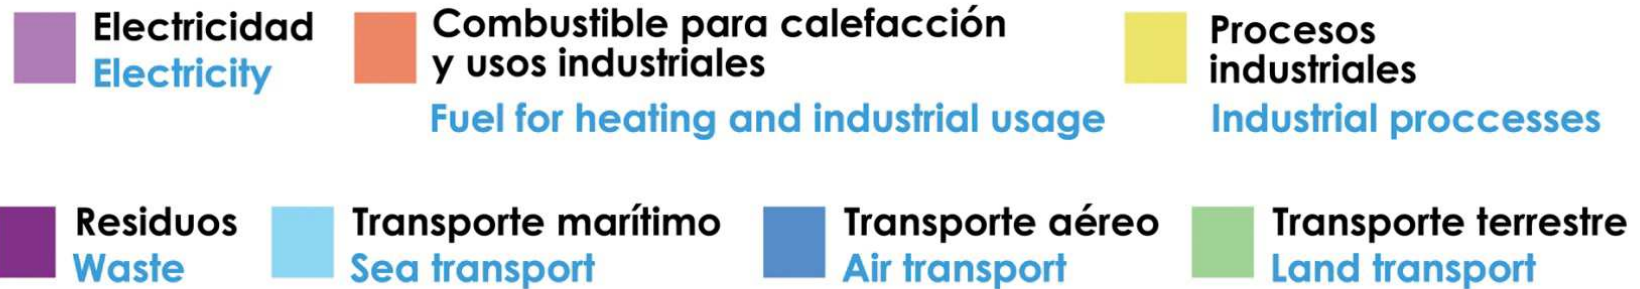 Electricidad
Electricity
Combustible para calefacción
y usos industriales
Fuel for heating and industrial usage
Procesos
industriales
Industrial proccesses
Residuos
Waste
Transporte marítimo
Sea transport
Transporte aéreo
Air transport
Transporte terrestre
Land transport